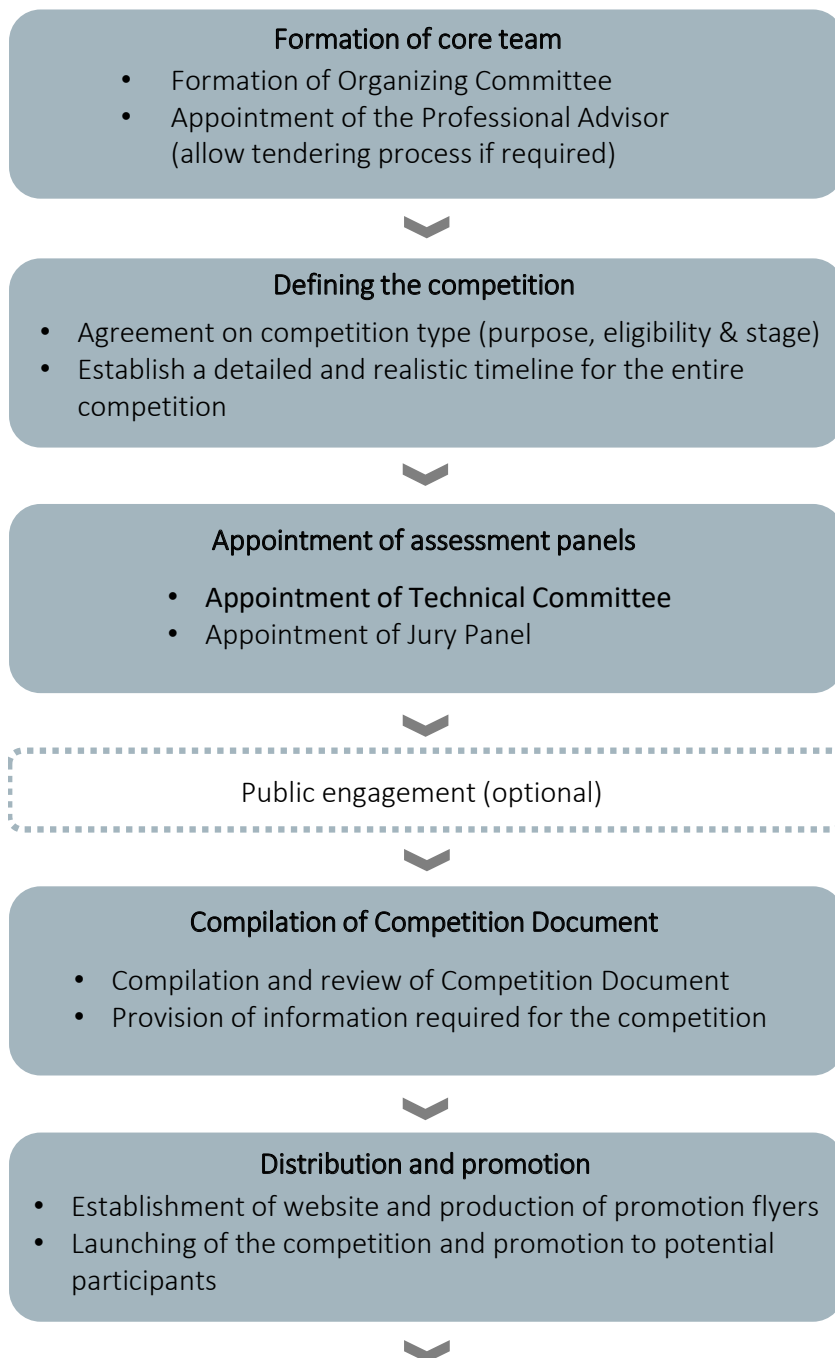 Formation of core team
• Formation of Organizing Committee
• Appointment of the Professional Advisor
(allow tendering process if required)
Defining the competition
• Agreement on competition type (purpose, eligibility & stage)
• Establish a detailed and realistic timeline for the entire
competition
Appointment of assessment panels
• Appointment of Technical Committee
• Appointment of Jury Panel
Public engagement (optional)
Compilation of Competition Document
• Compilation and review of Competition Document
• Provision of information required for the competition
Distribution and promotion
• Establishment of website and production of promotion flyers
• Launching of the competition and promotion to potential
participants